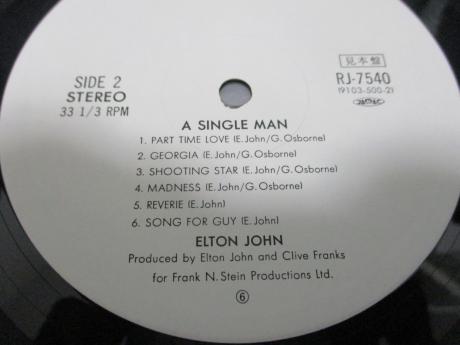 SIDE 2
STEREO
33 1/3 RPM
見本盤
RJ-7540
(9103-500-2)
A SINGLE MAN
1. PART TIME LOVE (E. John/G. Osborne)
2. GEORGIA (E. John/G. Osborne)
3. SHOOTING STAR (E. John/G. Osborne)
4. MADNESS (E. John/G. Osborne)
5. REVERIE (E. John)
6. SONG FOR GUY (E. John)
ELTON JOHN
Produced by Elton John and Clive Franks
for Frank N. Stein Productions Ltd.
⑥